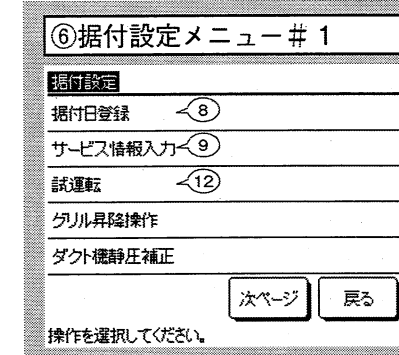 ⑥据付設定メニュー＃1
据付設定
据付日登録 ⑧
サービス情報入力 ⑨
試運転 ⑫
グリル昇降操作
ダクト機静圧補正
次ページ 戻る
操作を選択してください。